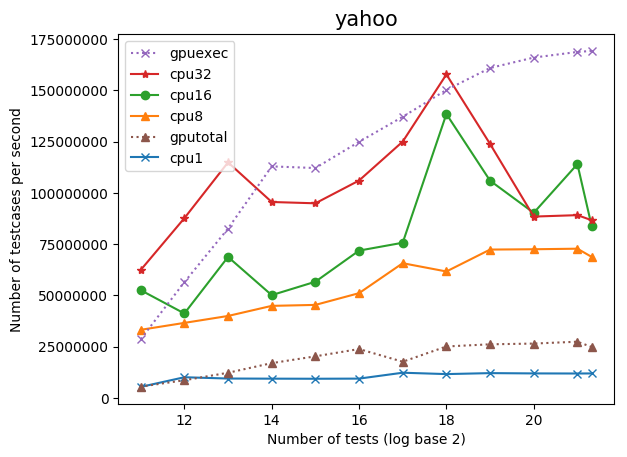 yahoo
175000000
150000000
125000000
100000000
75000000
50000000
25000000
0
Number of testcases per second
gpuexec
cpu32
cpu16
cpu8
gputotal
cpu1
12 14 16 18 20
Number of tests (log base 2)